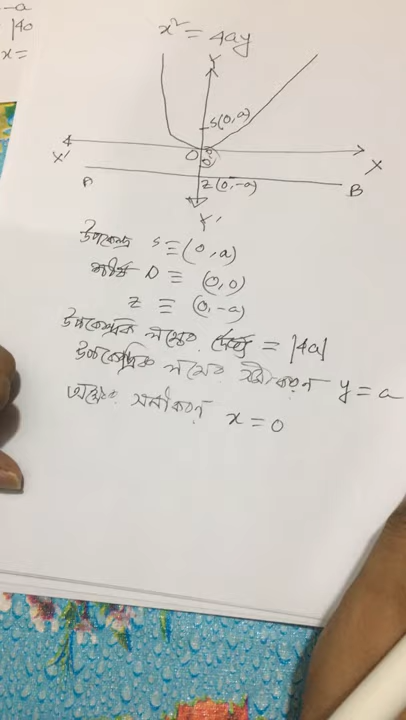 -a
|4a
x =
x² = 4ay
Y
S(0, a)
X'
O
X
A
Z(0, -a)
B
Y'
উপকেন্দ্র S ≡ (0, a)
শীর্ষ O ≡ (0, 0)
Z ≡ (0, -a)
উপকেন্দ্রিক লম্বের দৈর্ঘ্য = |4a|
উপকেন্দ্রিক লম্বের সমীকরণ y = a
অক্ষের সমীকরণ x = 0